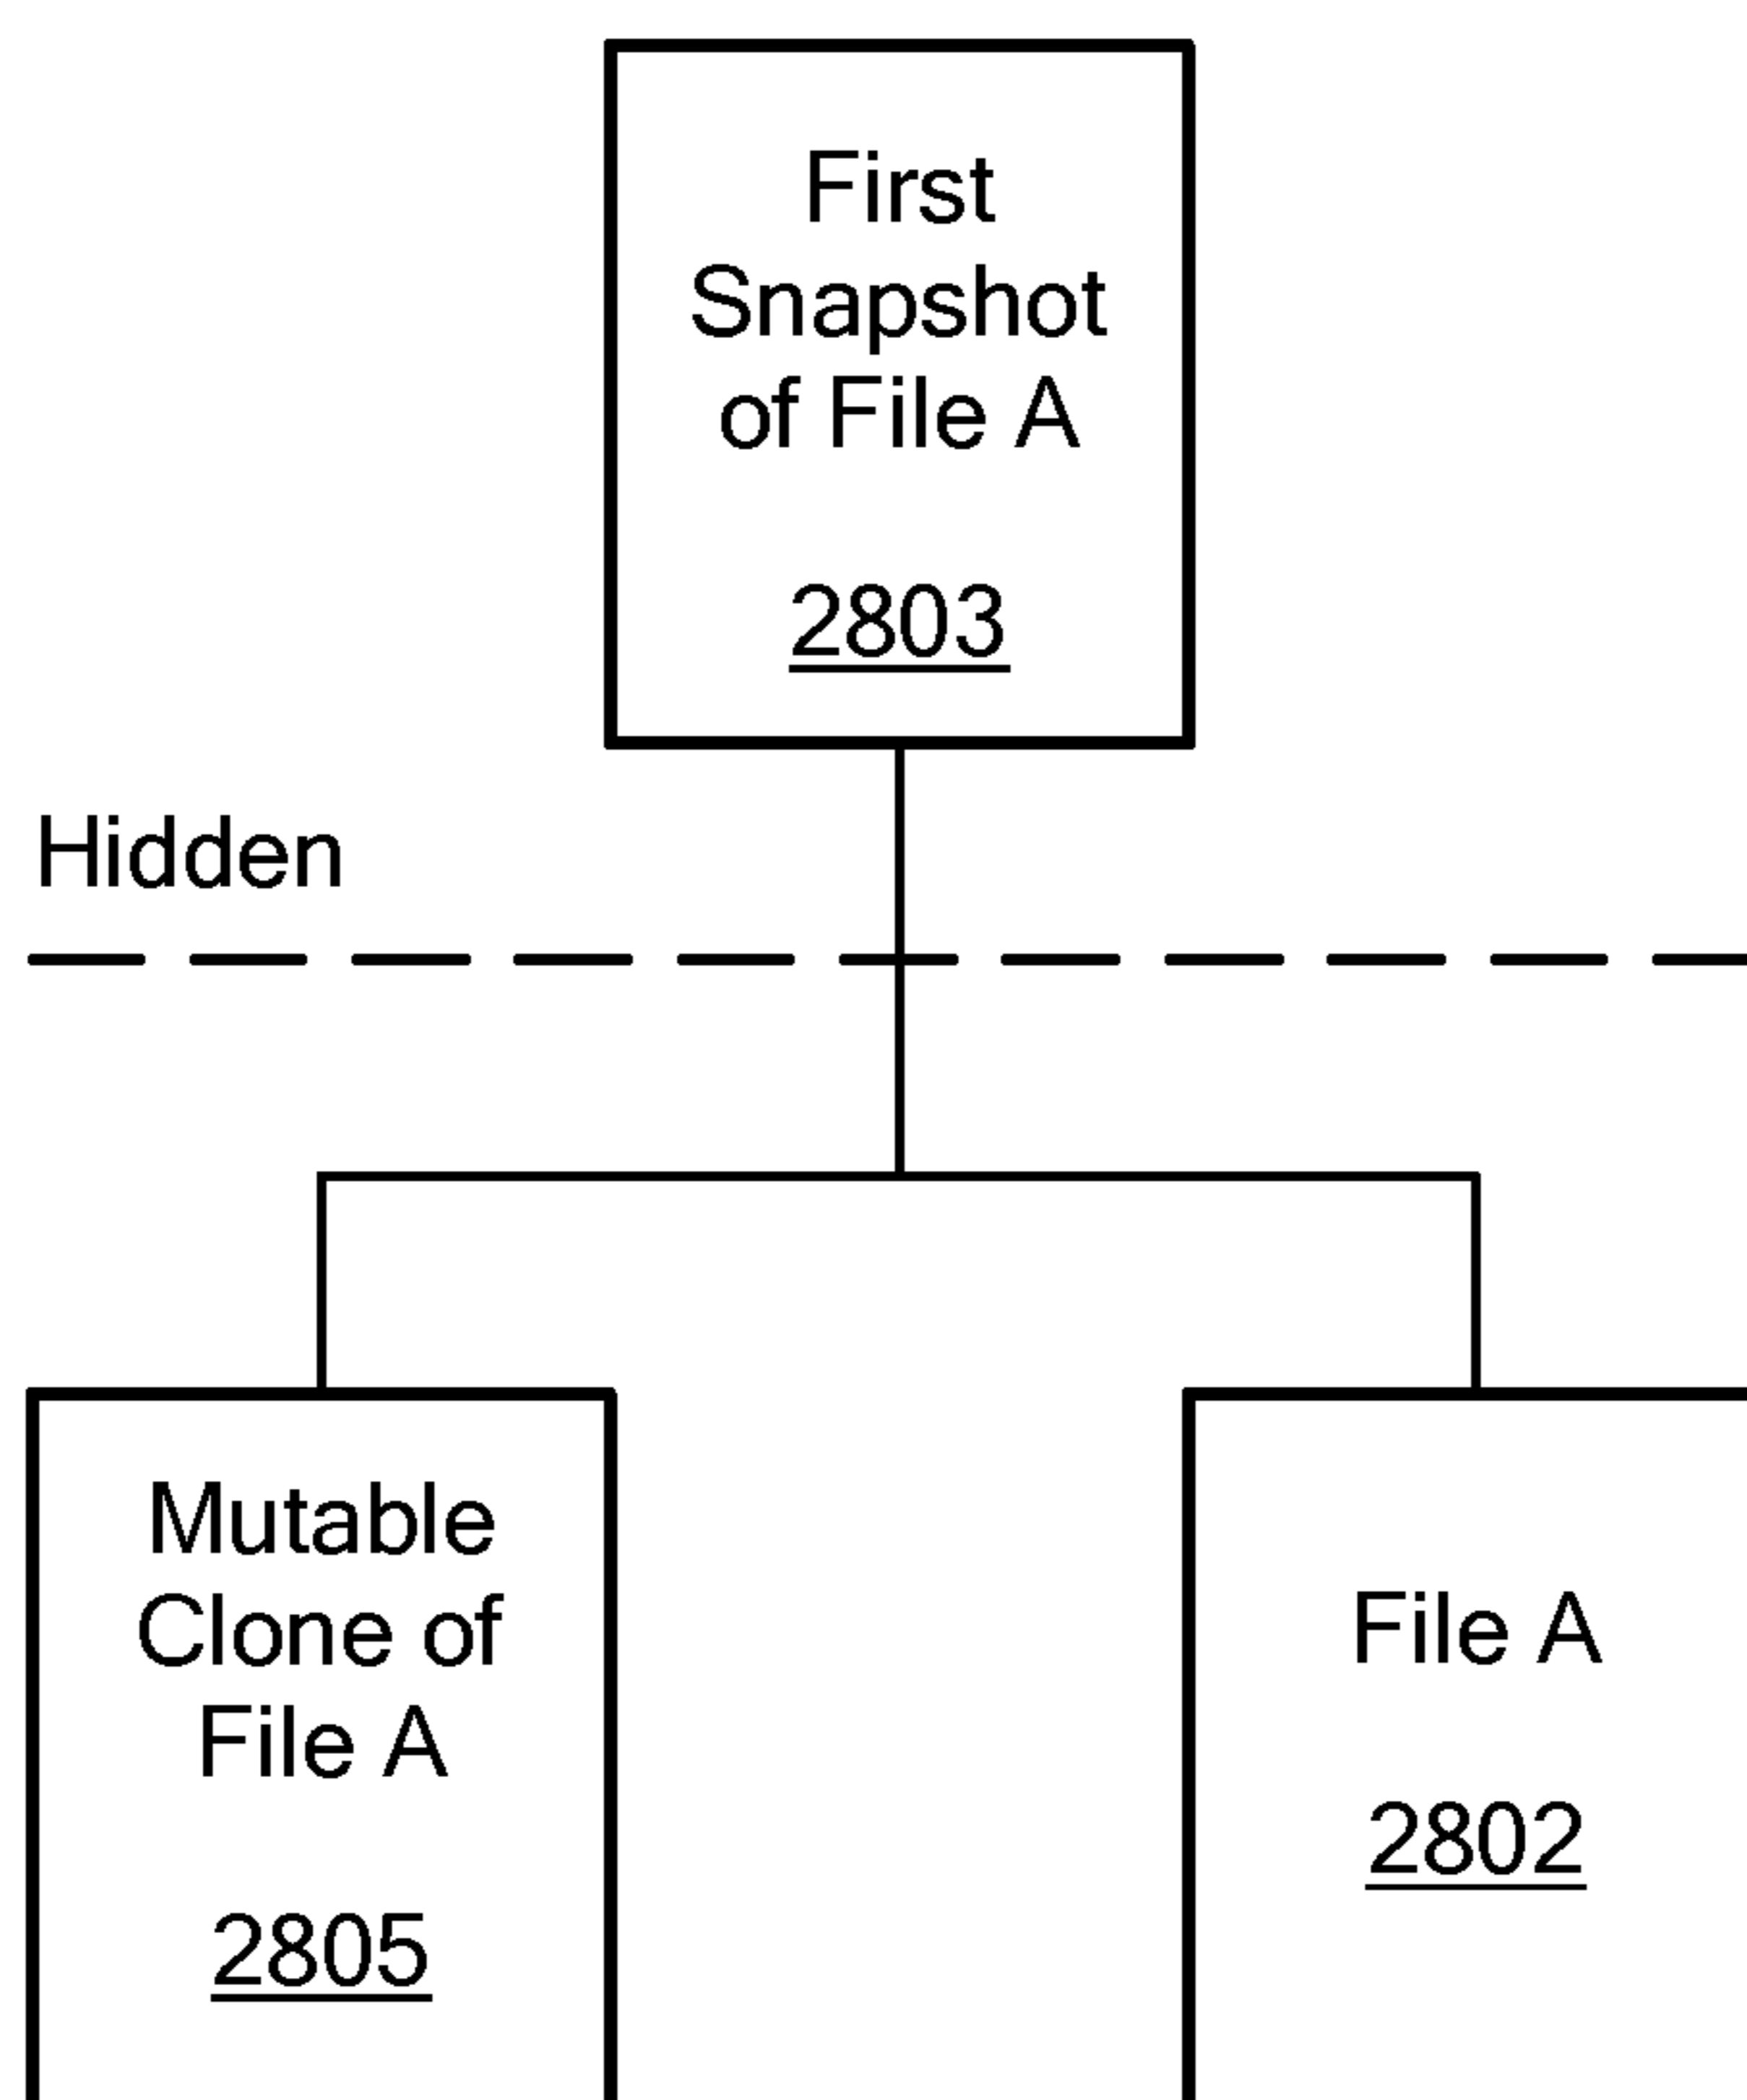 First
Snapshot
of File A
2803
Hidden
Mutable
Clone of
File A
2805
File A
2802